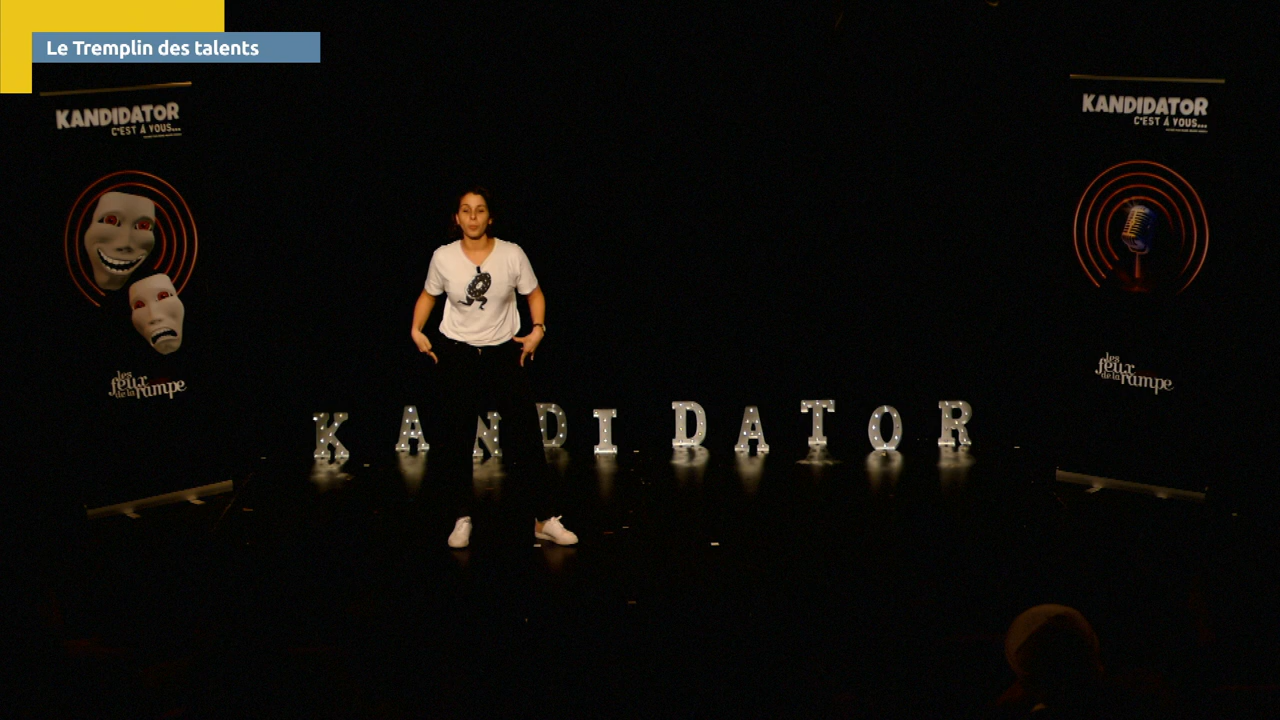 Le Tremplin des talents
KANDIDATOR
C'EST À VOUS...
les
feux
de la rampe
KANDIDATOR
C'EST À VOUS...
les
feux
de la rampe
KANDIDATOR